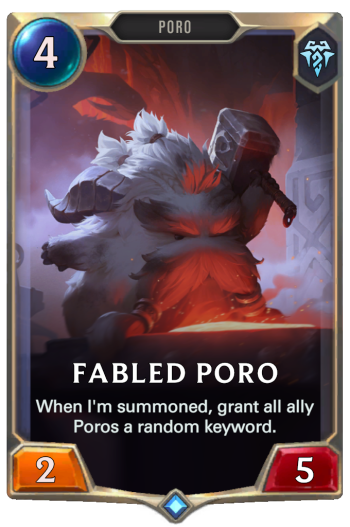 PORO
4
FABLED PORO
When I'm summoned, grant all ally
Poros a random keyword.
2
5